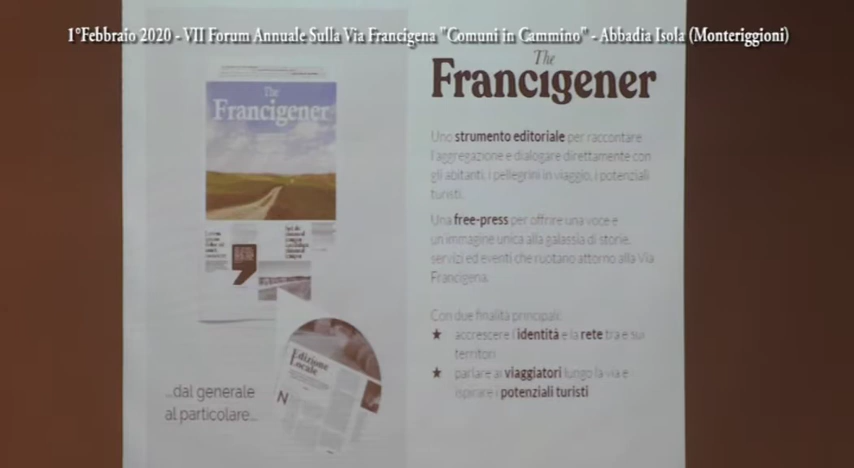 1°Febbraio 2020 - VII Forum Annuale Sulla Via Francigena "Comuni in Cammino" - Abbadia Isola (Monteriggioni)
The
Francigener
The
Francigener
Uno strumento editoriale per raccontare
l'aggregazione e dialogare direttamente con
gli abitanti, i pellegrini in viaggio, i potenziali
turisti.
Una free-press per offrire una voce e
un'immagine unica alla galassia di storie,
servizi ed eventi che ruotano attorno alla Via
Francigena.
Con due finalità principali:
★ accrescere l'identità e la rete tra e sui
territori
★ parlare ai viaggiatori lungo la via e
ispirare i potenziali turisti
Edizione
Locale
N
...dal generale
al particolare...